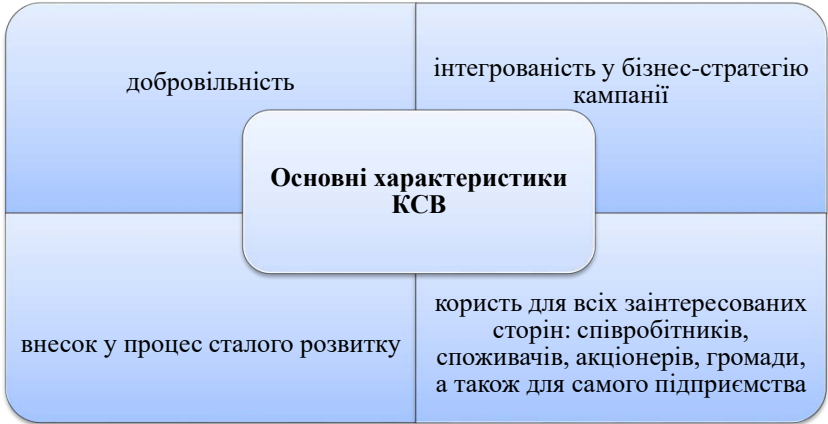 добровільність
інтегрованість у бізнес-стратегію
кампанії
Основні характеристики
КСВ
внесок у процес сталого розвитку
користь для всіх заінтересованих
сторін: співробітників,
споживачів, акціонерів, громади,
а також для самого підприємства